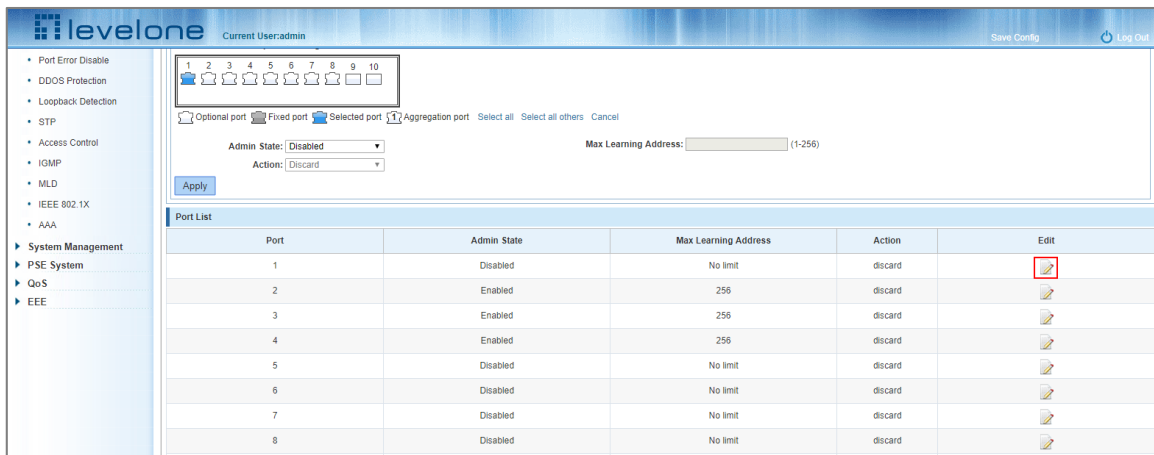 levelone
Current User:admin
Save Config
Log Out
• Port Error Disable
• DDOS Protection
• Loopback Detection
• STP
• Access Control
• IGMP
• MLD
• IEEE 802.1X
• AAA
System Management
PSE System
QoS
EEE
1 2 3 4 5 6 7 8 9 10
Optional port Fixed port Selected port 1 Aggregation port Select all Select all others Cancel
Admin State: Disabled Max Learning Address: (1-256)
Action: Discard
Apply
Port List
Port Admin State Max Learning Address Action Edit
1 Disabled No limit discard
2 Enabled 256 discard
3 Enabled 256 discard
4 Enabled 256 discard
5 Disabled No limit discard
6 Disabled No limit discard
7 Disabled No limit discard
8 Disabled No limit discard